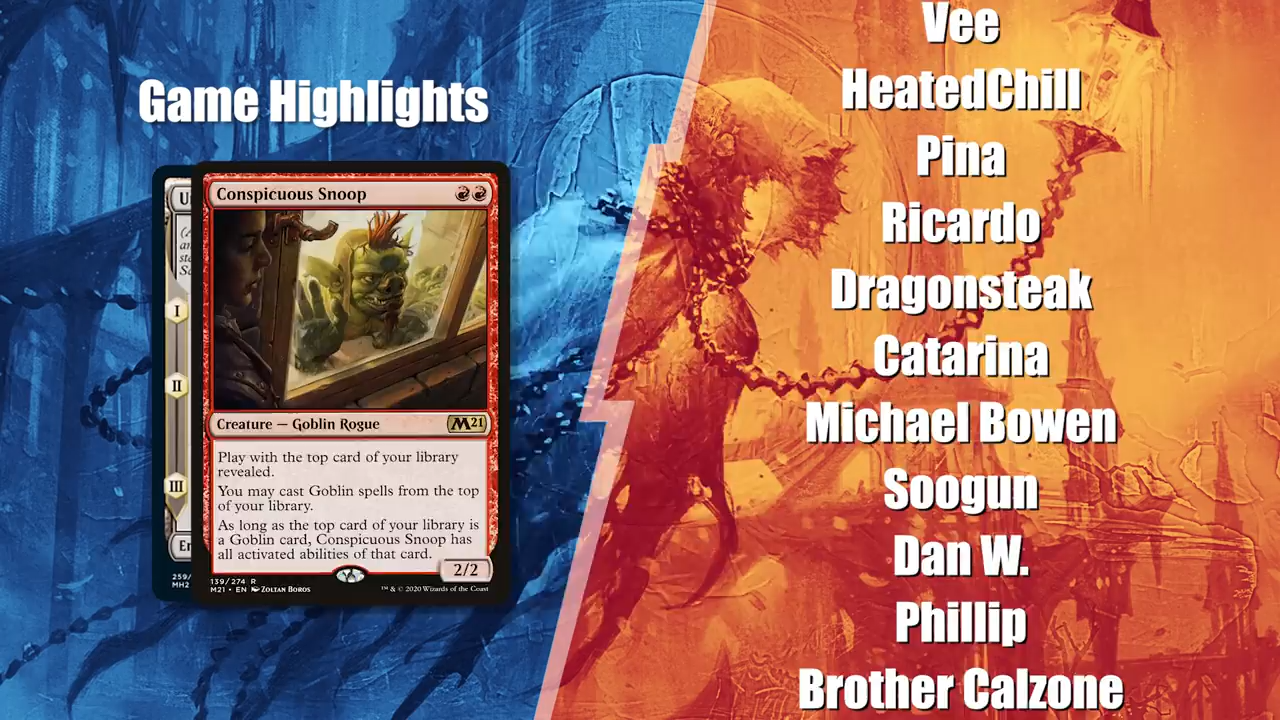 Game Highlights
Conspicuous Snoop
Creature — Goblin Rogue
M21
Play with the top card of your library
revealed.
You may cast Goblin spells from the top
of your library.
As long as the top card of your library is
a Goblin card, Conspicuous Snoop has
all activated abilities of that card.
2/2
139/274 R
M21 • EN Zoltan Boros
™ & © 2020 Wizards of the Coast
I
II
III
259/
MH2
Vee
HeatedChill
Pina
Ricardo
Dragonsteak
Catarina
Michael Bowen
Soogun
Dan W.
Phillip
Brother Calzone